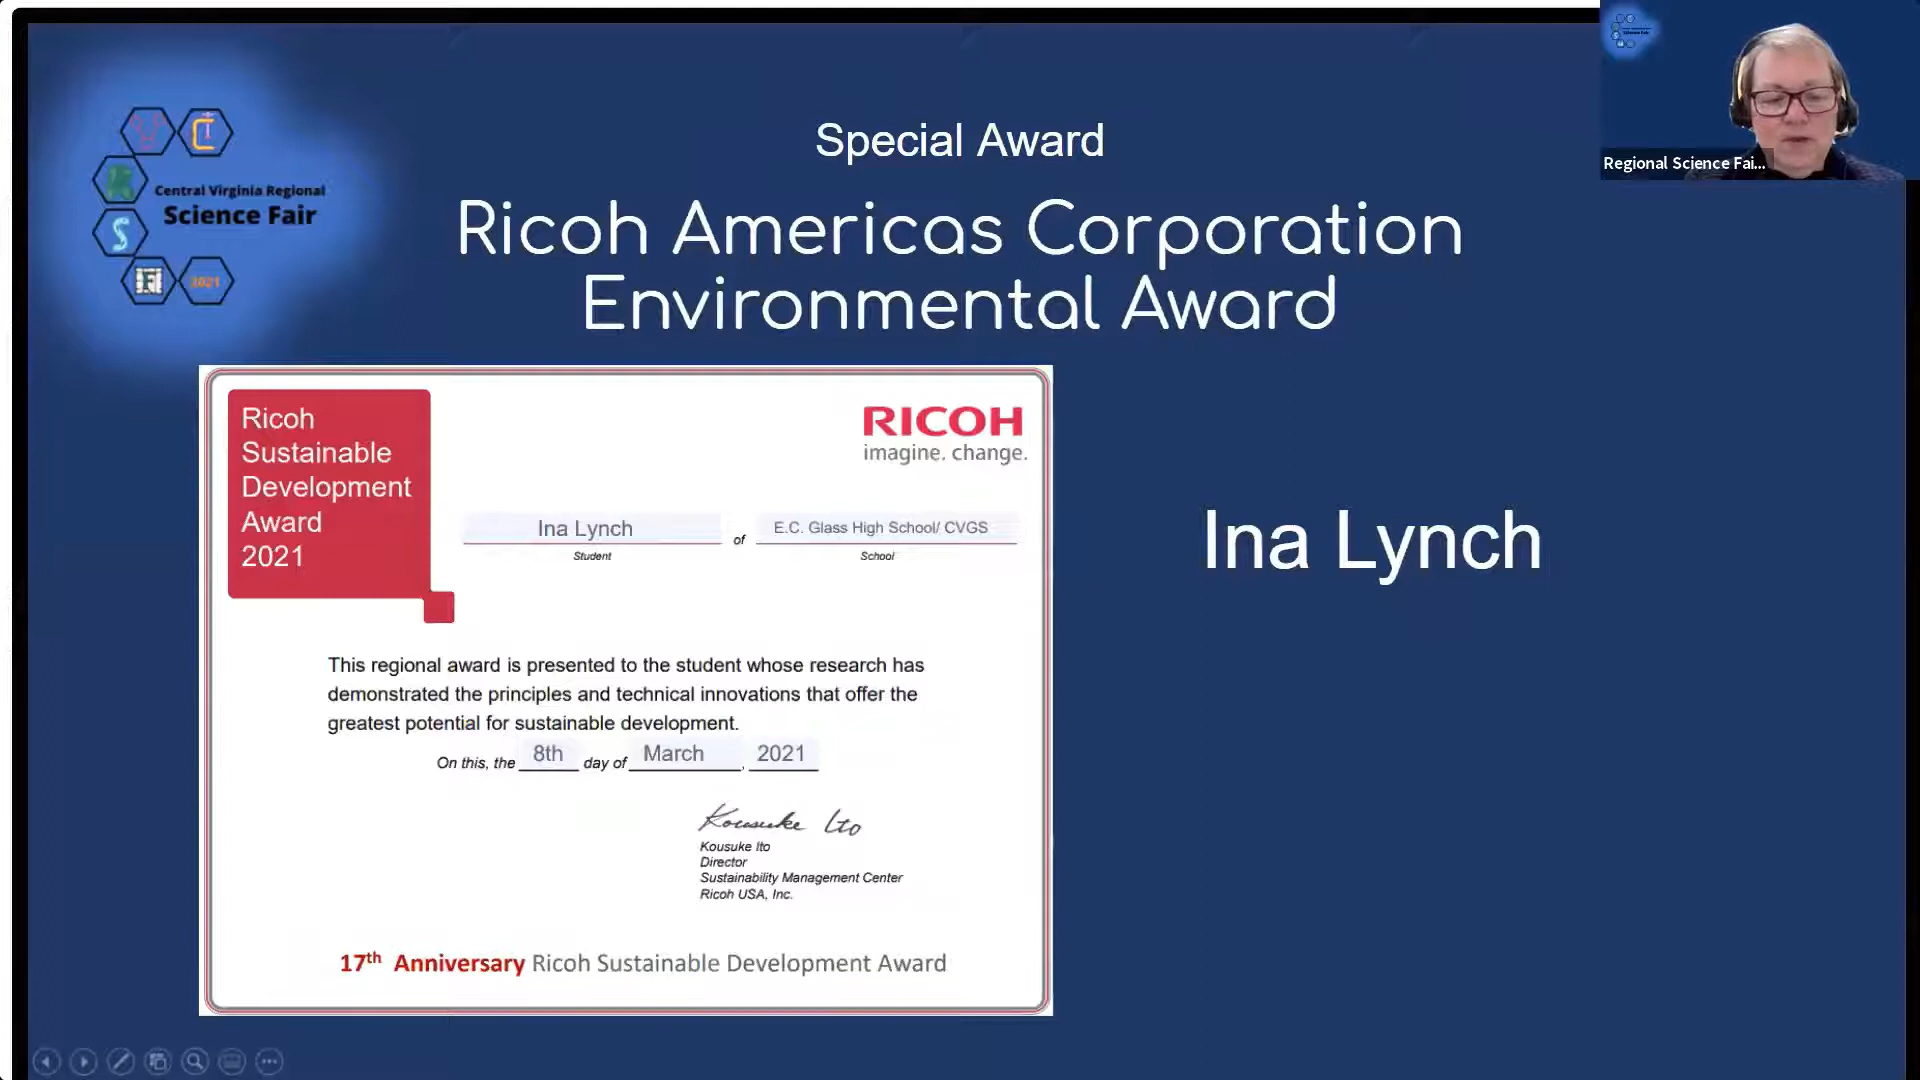 Special Award
Ricoh Americas Corporation
Environmental Award
Central Virginia Regional
Science Fair
2021
Regional Science Fai...
Ricoh
Sustainable
Development
Award
2021
RICOH
imagine. change.
Ina Lynch of E.C. Glass High School/ CVGS
Student School
This regional award is presented to the student whose research has
demonstrated the principles and technical innovations that offer the
greatest potential for sustainable development.
On this, the 8th day of March, 2021
Kousuke Ito
Kousuke Ito
Director
Sustainability Management Center
Ricoh USA, Inc.
17th Anniversary Ricoh Sustainable Development Award
Ina Lynch